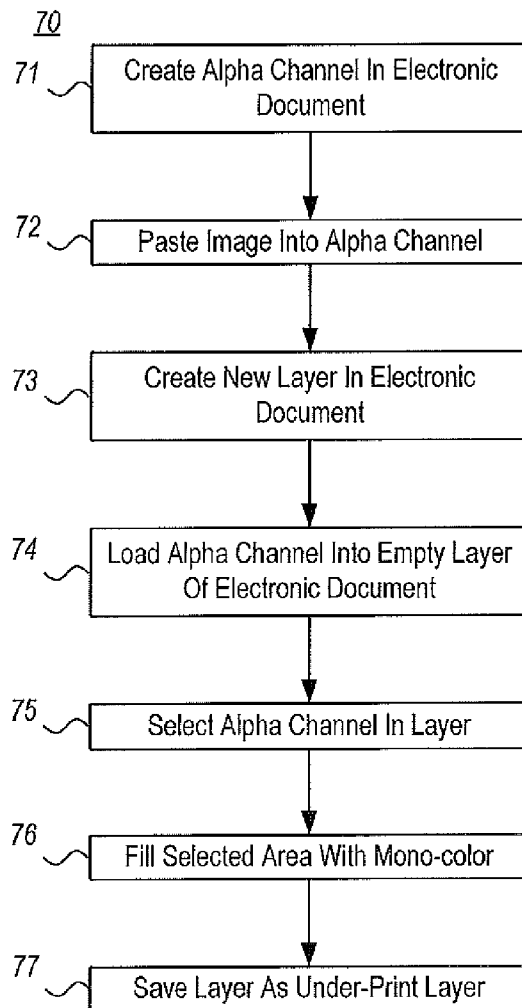 70
71
Create Alpha Channel In Electronic
Document
72
Paste Image Into Alpha Channel
73
Create New Layer In Electronic
Document
74
Load Alpha Channel Into Empty Layer
Of Electronic Document
75
Select Alpha Channel In Layer
76
Fill Selected Area With Mono-color
77
Save Layer As Under-Print Layer